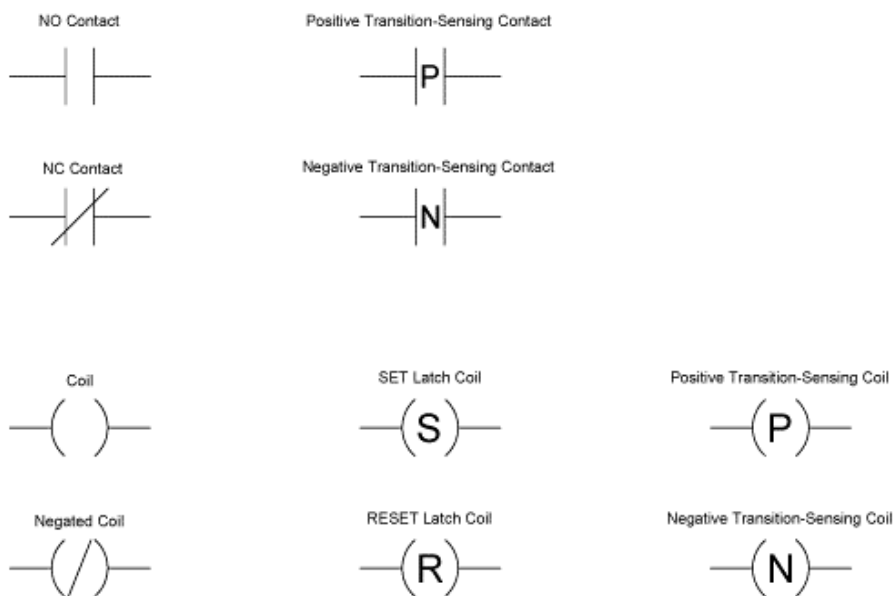 NO Contact
Positive Transition-Sensing Contact
P
NC Contact
Negative Transition-Sensing Contact
N
Coil
SET Latch Coil
Positive Transition-Sensing Coil
S
P
Negated Coil
RESET Latch Coil
Negative Transition-Sensing Coil
R
N